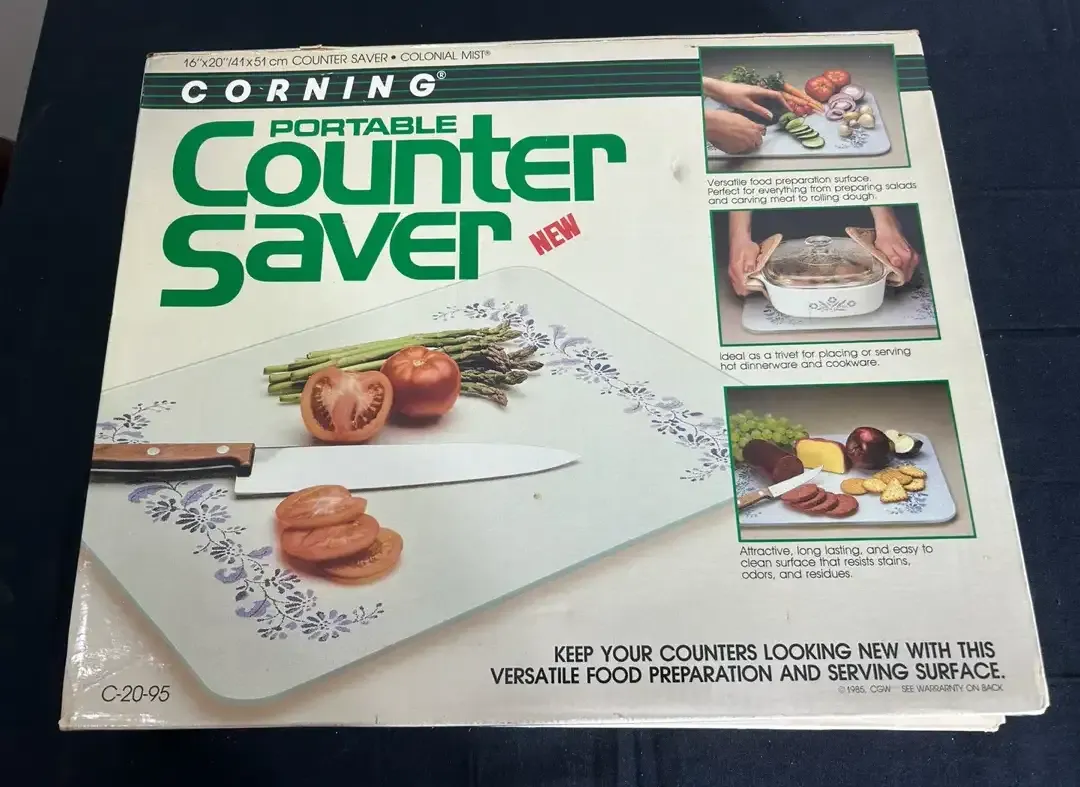 16"x20"/41x51 cm COUNTER SAVER • COLONIAL MIST®
CORNING®
PORTABLE
Counter
saver
NEW
Versatile food preparation surface.
Perfect for everything from preparing salads
and carving meat to rolling dough.
Ideal as a trivet for placing or serving
hot dinnerware and cookware.
Attractive, long lasting, and easy to
clean surface that resists stains,
odors, and residues.
KEEP YOUR COUNTERS LOOKING NEW WITH THIS
VERSATILE FOOD PREPARATION AND SERVING SURFACE.
© 1985, CGW SEE WARRARNTY ON BACK
C-20-95